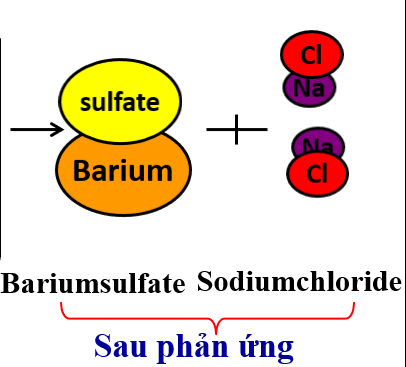 Cl
Na
sulfate
Barium
Na
Cl
Bariumsulfate Sodiumchloride
Sau phản ứng